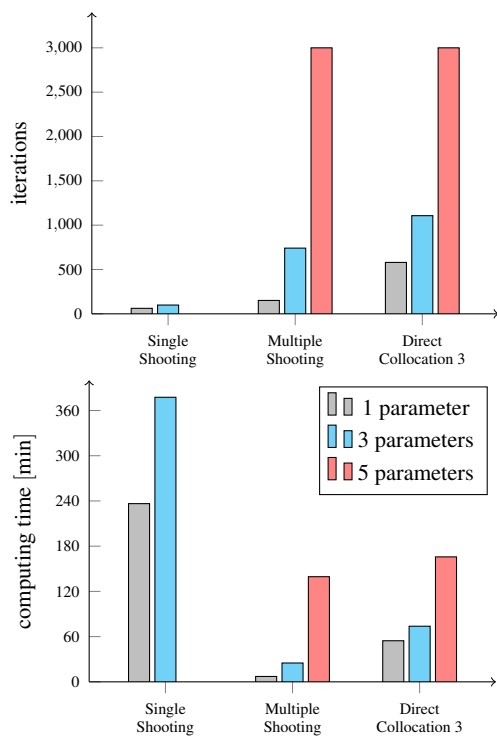 3,000
2,500
2,000
1,500
1,000
500
0
iterations
Single
Shooting
Multiple
Shooting
Direct
Collocation 3
360
300
240
180
120
60
0
computing time [min]
1 parameter
3 parameters
5 parameters
Single
Shooting
Multiple
Shooting
Direct
Collocation 3